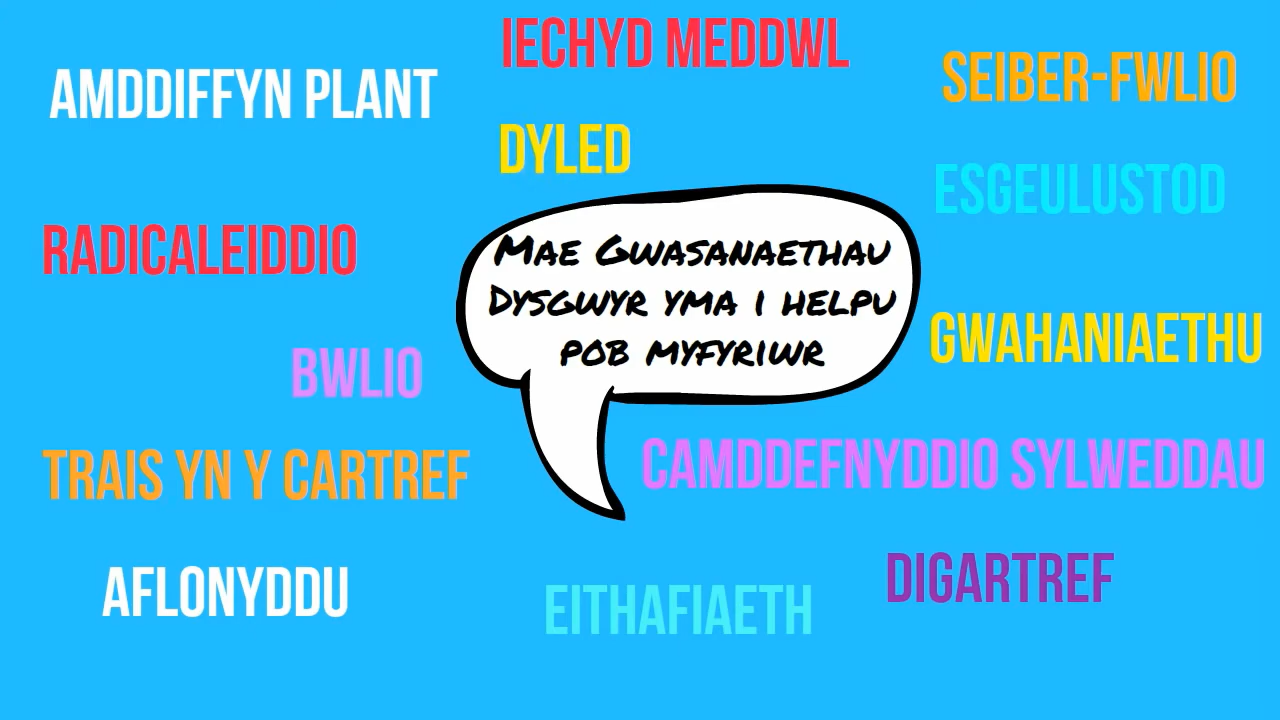 IECHYD MEDDWL
AMDDIFFYN PLANT
SEIBER-FWLIO
DYLED
ESGEULUSTOD
RADICALEIDDIO
MAE GWASANAETHAU
DYSGWYR YMA I HELPU
POB MYFYRIWR
GWAHANIAETHU
BWLIO
TRAIS YN Y CARTREF
CAMDDEFNYDDIO SYLWEDDAU
AFLONYDDU
DIGARTREF
EITHAFIAETH